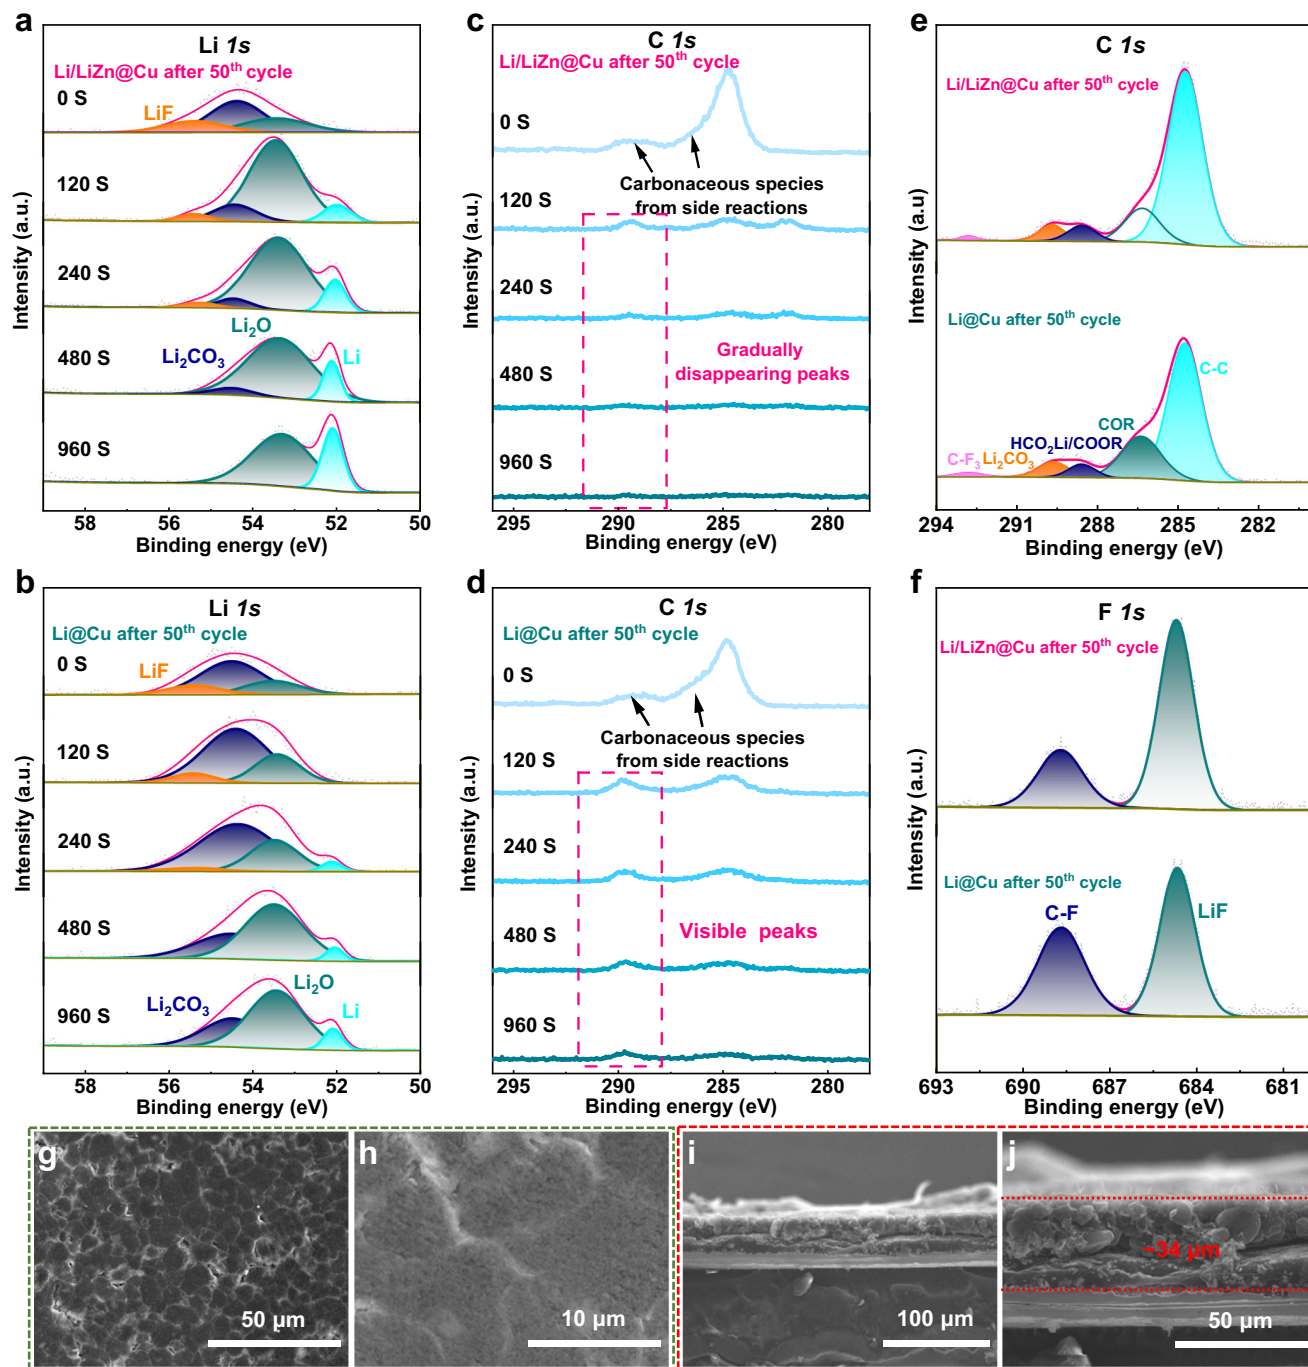 a
Li 1s
Li/LiZn@Cu after 50th cycle
0 S
LiF
120 S
240 S
Li2O
480 S
Li2CO3
Li
960 S
58 56 54 52 50
Binding energy (eV)
Intensity (a.u.)
c
C 1s
Li/LiZn@Cu after 50th cycle
0 S
Carbonaceous species
from side reactions
120 S
240 S
Gradually
disappearing peaks
480 S
960 S
295 290 285 280
Binding energy (eV)
Intensity (a.u.)
e
C 1s
Li/LiZn@Cu after 50th cycle
Li@Cu after 50th cycle
C-C
COR
HCO2Li/COOR
C-F3 Li2CO3
294 291 288 285 282
Binding energy (eV)
Intensity (a.u)
b
Li 1s
Li@Cu after 50th cycle
0 S
LiF
120 S
240 S
480 S
Li2O
Li2CO3
Li
960 S
58 56 54 52 50
Binding energy (eV)
Intensity (a.u.)
d
C 1s
Li@Cu after 50th cycle
0 S
Carbonaceous species
from side reactions
120 S
240 S
480 S
Visible peaks
960 S
295 290 285 280
Binding energy (eV)
Intensity (a.u.)
f
F 1s
Li/LiZn@Cu after 50th cycle
Li@Cu after 50th cycle
C-F
LiF
693 690 687 684 681
Binding energy (eV)
Intensity (a.u.)
g
50 µm
h
10 µm
i
100 µm
j
~34 µm
50 µm